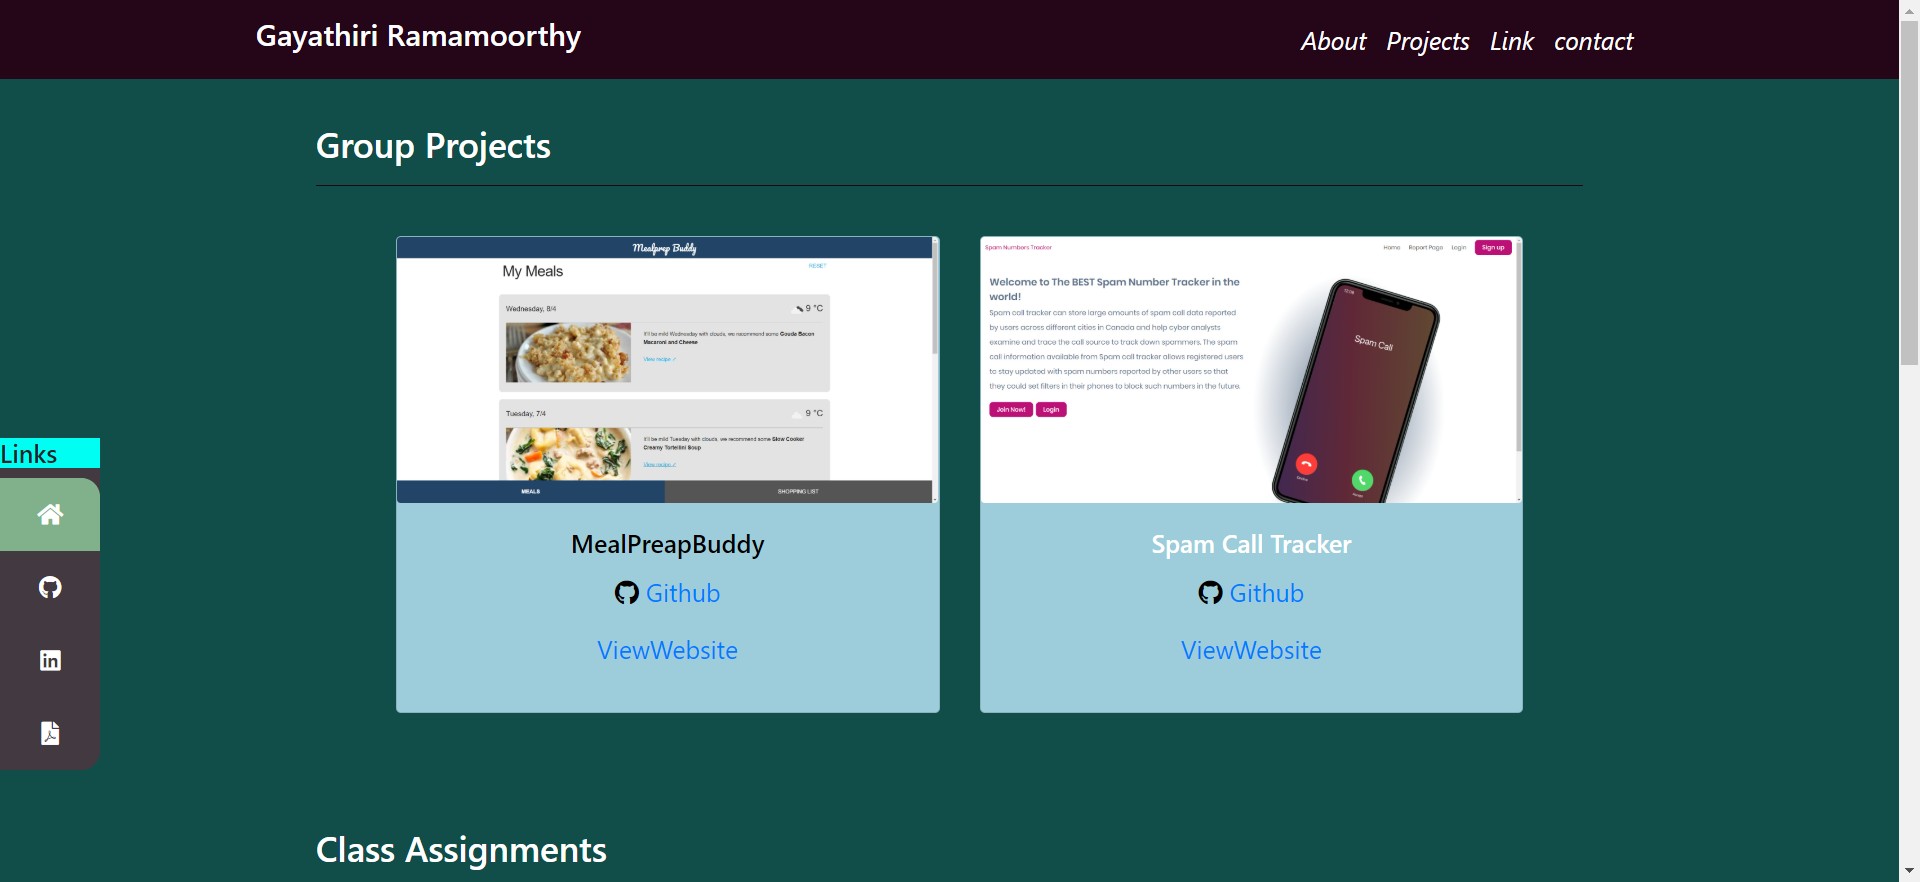 Gayathiri Ramamoorthy
About Projects Link contact
Group Projects
Mealprep Buddy
My Meals
RESET
Wednesday, 8/4
9 °C
It'll be mild Wednesday with clouds, we recommend some Gouda Bacon
Macaroni and Cheese
View recipe
Tuesday, 7/4
9 °C
It'll be mild Tuesday with clouds, we recommend some Slow Cooker
Creamy Tortellini Soup
View recipe
MEALS
SHOPPING LIST
MealPreapBuddy
Github
ViewWebsite
Spam Numbers Tracker
Home Report Page Login Sign up
Welcome to The BEST Spam Number Tracker in the
world!
Spam call tracker can store large amounts of spam call data reported
by users across different cities in Canada and help cyber analysts
examine and trace the call source to track down spammers. The spam
call information available from Spam call tracker allows registered users
to stay updated with spam numbers reported by other users so that
they could set filters in their phones to block such numbers in the future.
Join Now! Login
Spam Call
Spam Call Tracker
Github
ViewWebsite
Links
in
Class Assignments